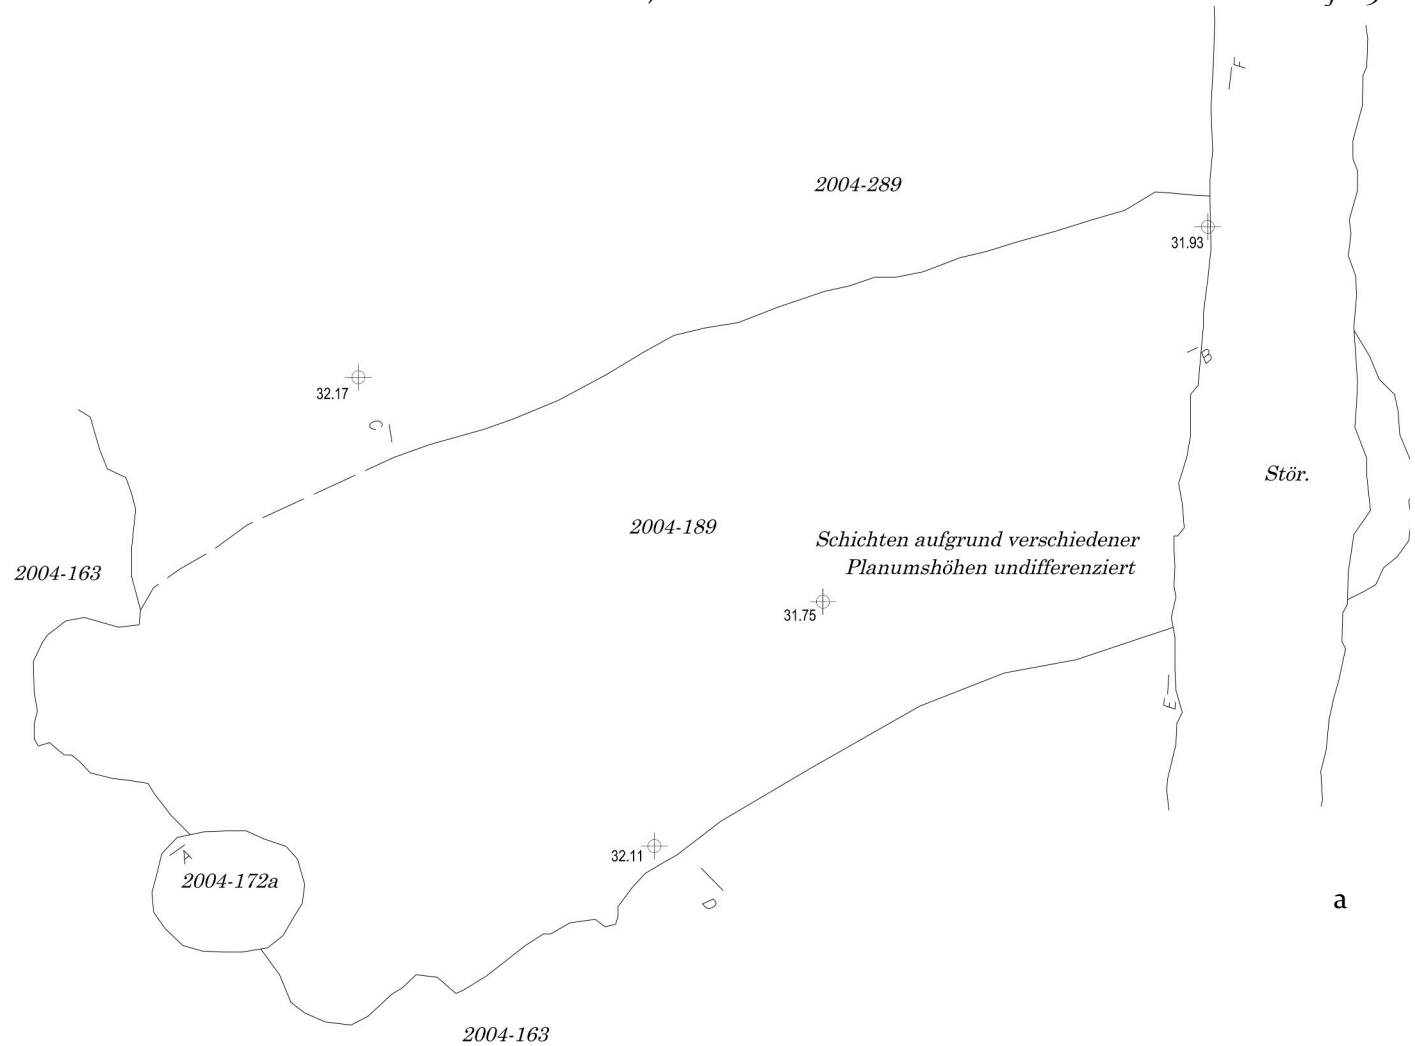 F
2004-289
31.93
B
32.17
C
Stör.
2004-189
Schichten aufgrund verschiedener
Planumshöhen undifferenziert
2004-163
31.75
E
A
32.11
2004-172a
D
a
2004-163